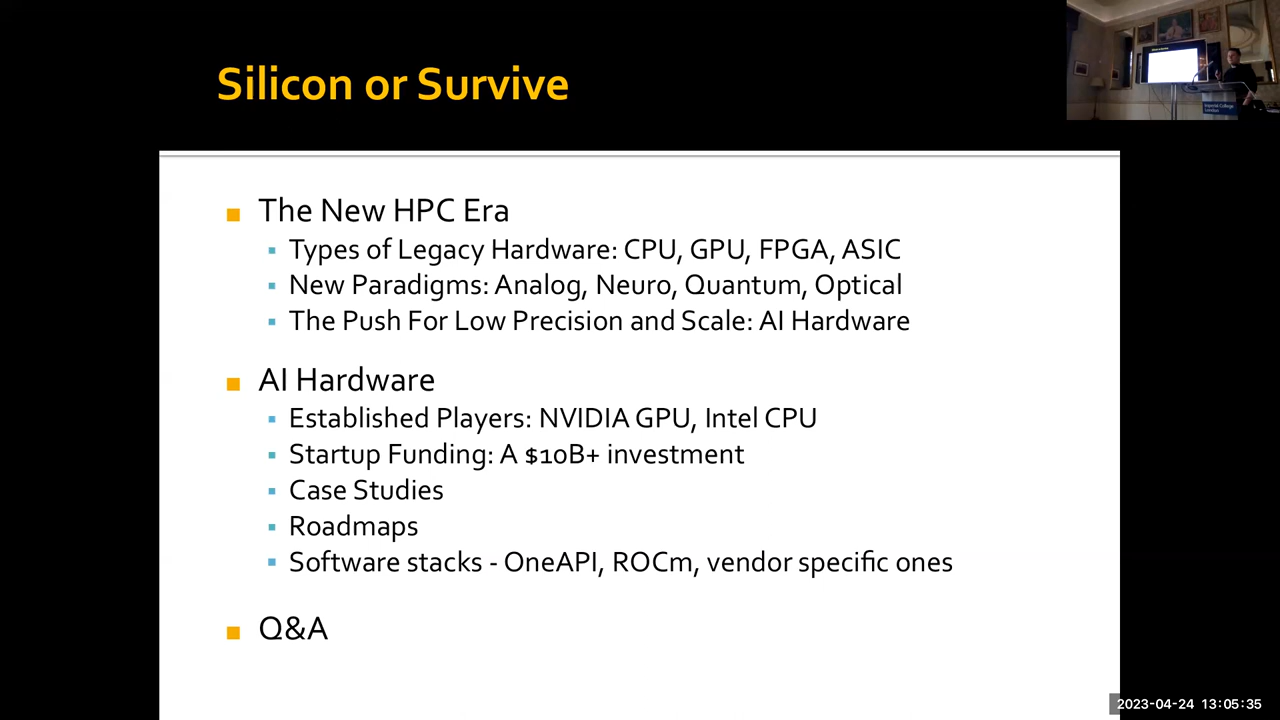 Silicon or Survive
The New HPC Era
Types of Legacy Hardware: CPU, GPU, FPGA, ASIC
New Paradigms: Analog, Neuro, Quantum, Optical
The Push For Low Precision and Scale: AI Hardware
AI Hardware
Established Players: NVIDIA GPU, Intel CPU
Startup Funding: A $10B+ investment
Case Studies
Roadmaps
Software stacks - OneAPI, ROCm, vendor specific ones
Q&A
Imperial College
London
2023-04-24 13:05:35